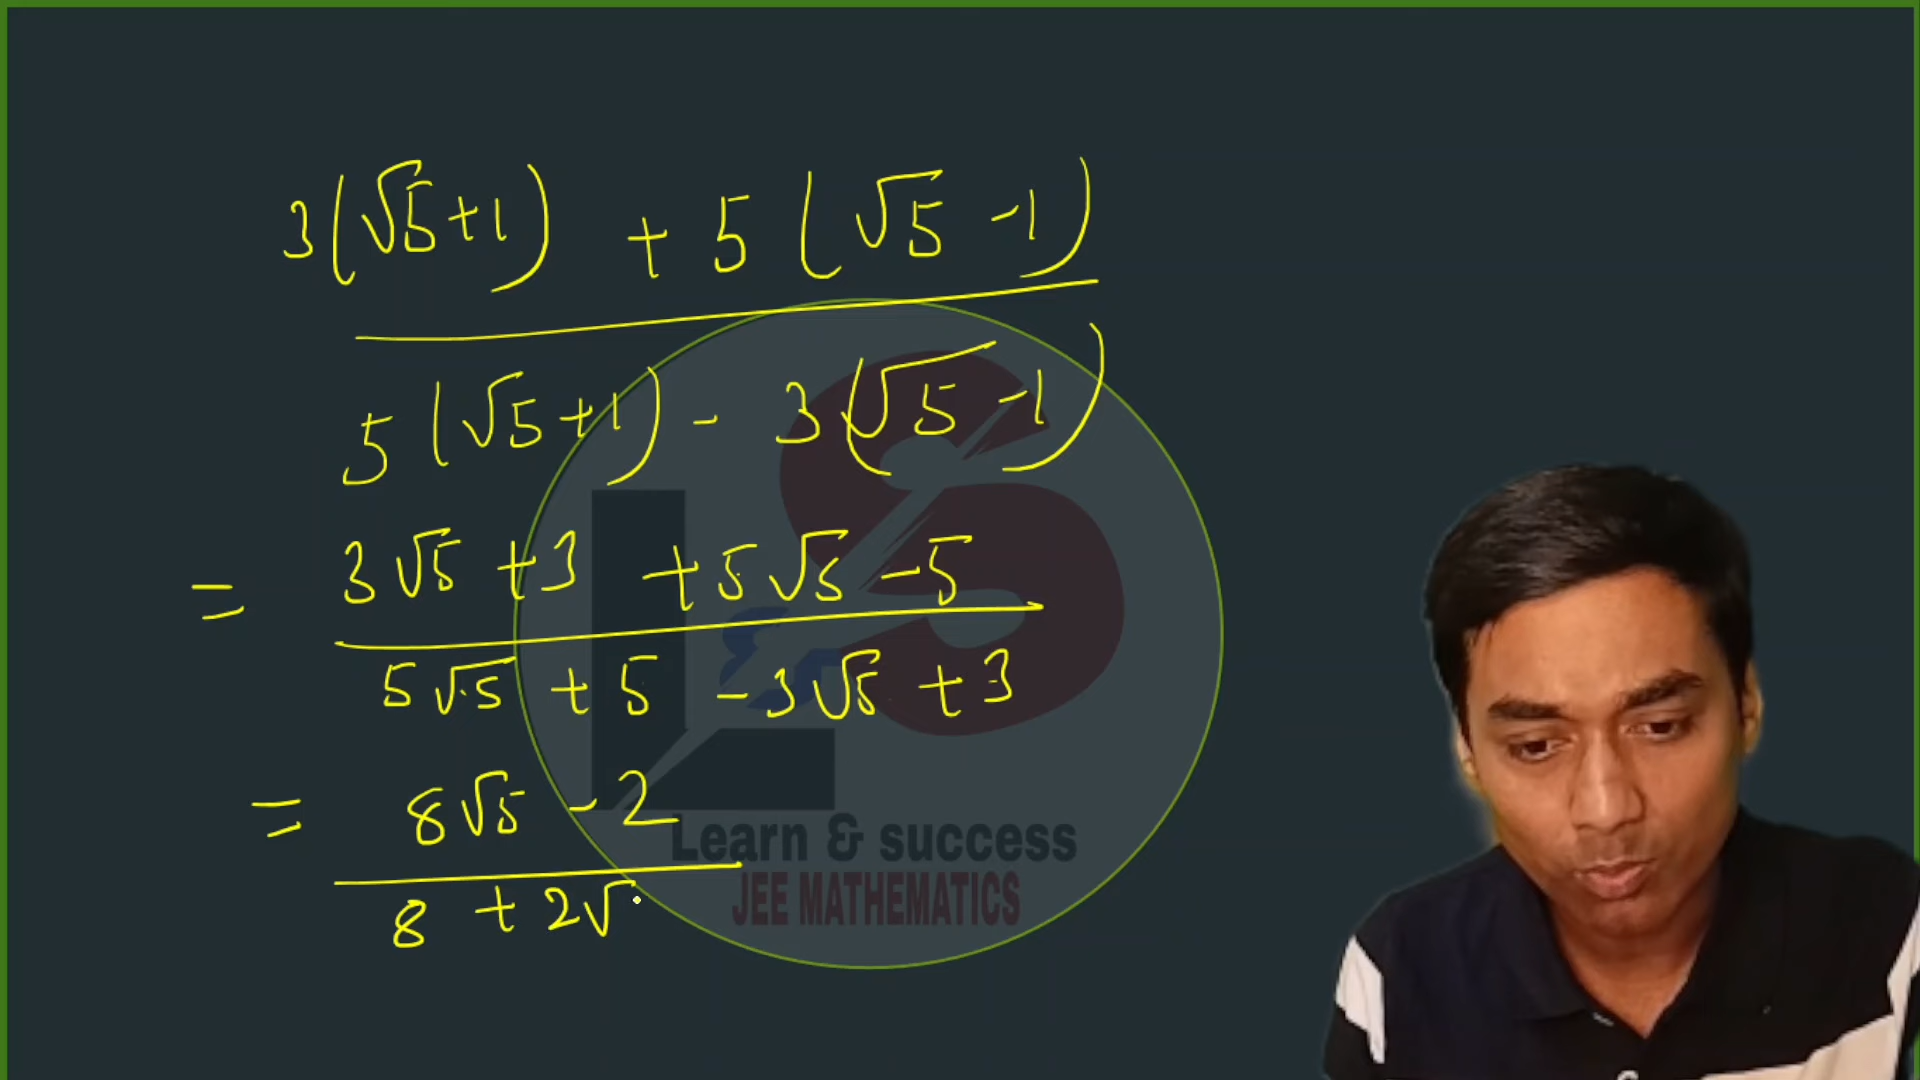 3(√5+1) + 5(√5-1)
5(√5+1) - 3(√5-1)
= 3√5 +3 +5√5 -5
5√5 + 5 -3√5 +3
= 8√5 - 2
8 + 2√
Learn & success
JEE MATHEMATICS